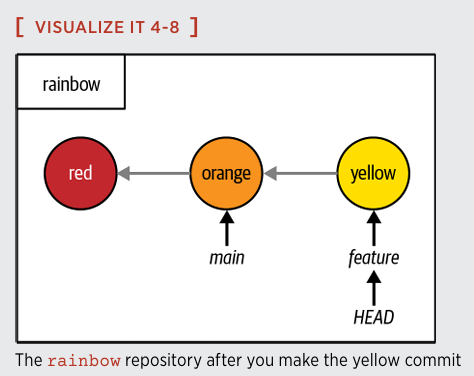 [ VISUALIZE IT 4-8 ]
rainbow
red
orange
yellow
main
feature
HEAD
The rainbow repository after you make the yellow commit